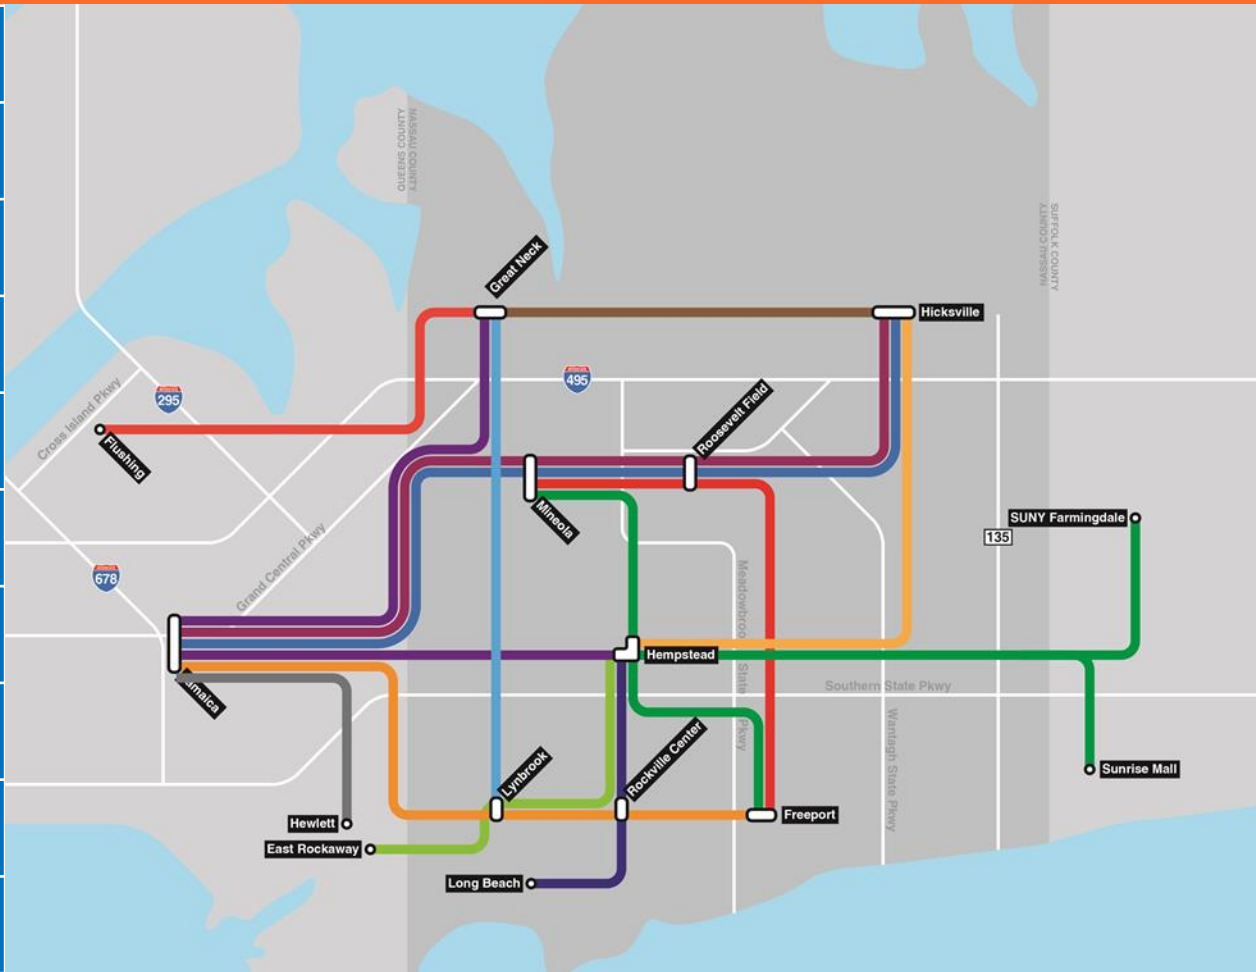 QUEENS COUNTY
NASSAU COUNTY
NASSAU COUNTY
SUFFOLK COUNTY
Great Neck
Hicksville
495
295
Cross Island Pkwy
Flushing
Roosevelt Field
Mineola
SUNY Farmingdale
135
Grand Central Pkwy
678
Meadowbroo State Pkwy
Hempstead
amaica
Southern State Pkwy
Wantagh State Pkwy
Rockville Center
Lynbrook
Sunrise Mall
Hewlett
Freeport
East Rockaway
Long Beach